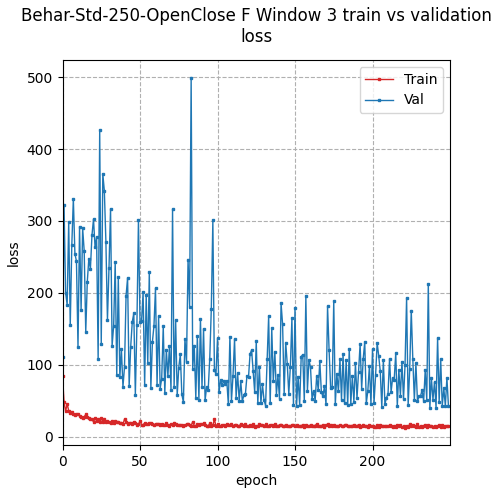 Behar-Std-250-OpenClose F Window 3 train vs validation
loss
500
400
300
200
100
0
loss
Train
Val
0 50 100 150 200
epoch